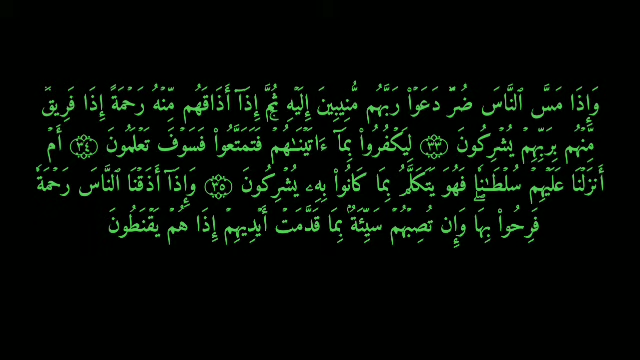 وَإِذَا مَسَّ ٱلنَّاسَ ضُرٌّ دَعَوْا۟ رَبَّهُم مُّنِيبِينَ إِلَيْهِ ثُمَّ إِذَآ أَذَاقَهُم مِّنْهُ رَحْمَةً إِذَا فَرِيقٌ
مِّنْهُم بِرَبِّهِمْ يُشْرِكُونَ ﴿٣٣﴾ لِيَكْفُرُوا۟ بِمَآ ءَاتَيْنَـٰهُمْ ۚ فَتَمَتَّعُوا۟ فَسَوْفَ تَعْلَمُونَ ﴿٣٤﴾ أَمْ
أَنزَلْنَا عَلَيْهِمْ سُلْطَـٰنًا فَهُوَ يَتَكَلَّمُ بِمَا كَانُوا۟ بِهِۦ يُشْرِكُونَ ﴿٣٥﴾ وَإِذَآ أَذَقْنَا ٱلنَّاسَ رَحْمَةً
فَرِحُوا۟ بِهَا ۖ وَإِن تُصِبْهُمْ سَيِّئَةٌۢ بِمَا قَدَّمَتْ أَيْدِيهِمْ إِذَا هُمْ يَقْنَطُونَ